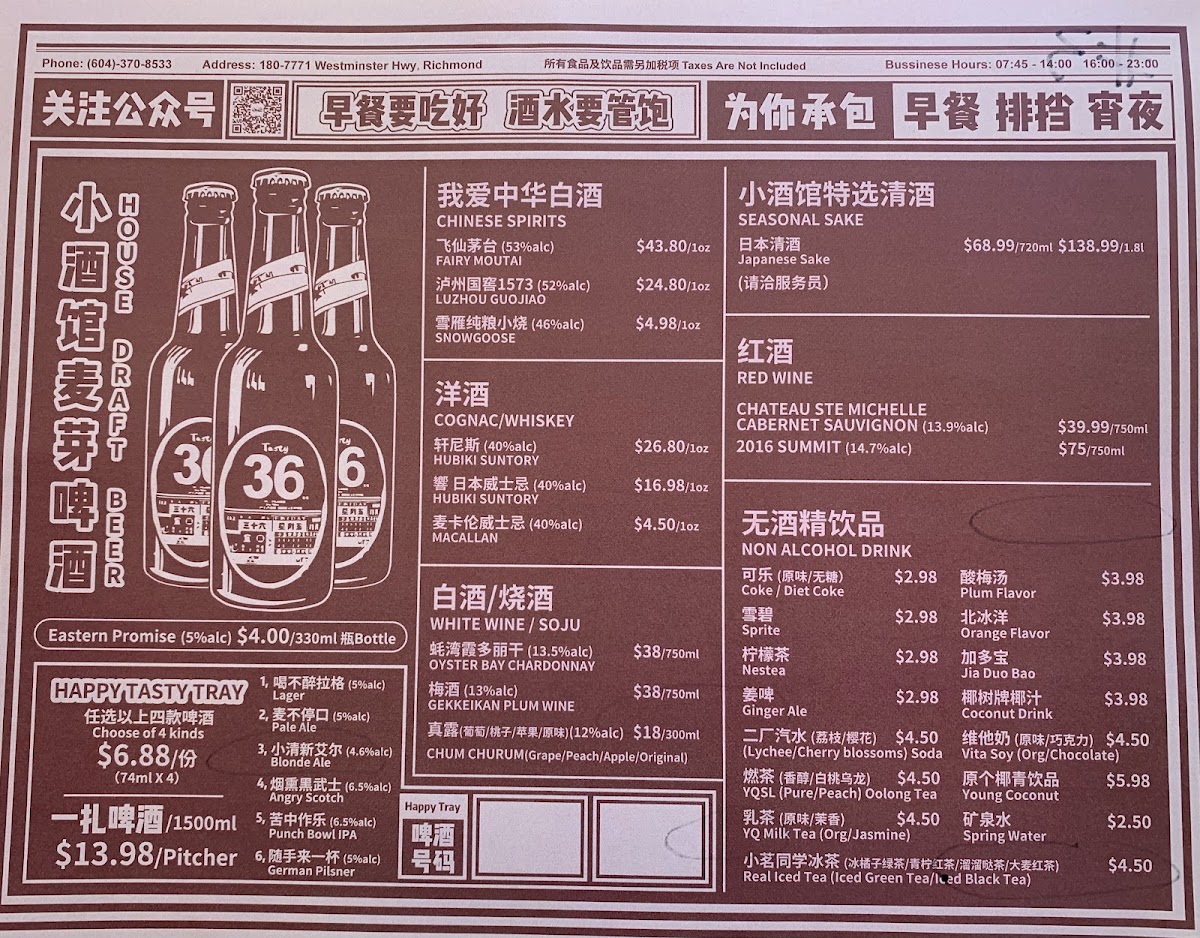 Phone: (604)-370-8533 Address: 180-7771 Westminster Hwy. Richmond 所有食品及饮品需另加税项 Taxes Are Not Included Bussinese Hours: 07:45 - 14:00 16:00 - 23:00
关注公众号 早餐要吃好 酒水要管饱 为你承包 早餐 排挡 宵夜
小酒馆麦芽啤酒
HOUSE DRAFT BEER
Tasty
36
三十六
Eastern Promise (5%alc) $4.00/330ml 瓶Bottle
HAPPY TASTY TRAY
任选以上四款啤酒
Choose of 4 kinds
$6.88/份
(74ml X 4)
一扎啤酒/1500ml
$13.98/Pitcher
1, 喝不醉拉格 (5%alc)
Lager
2, 麦不停口 (5%alc)
Pale Ale
3, 小清新艾尔 (4.6%alc)
Blonde Ale
4, 烟熏黑武士 (6.5%alc)
Angry Scotch
5, 苦中作乐 (6.5%alc)
Punch Bowl IPA
6, 随手来一杯 (5%alc)
German Pilsner
我爱中华白酒
CHINESE SPIRITS
飞仙茅台 (53%alc) $43.80/1oz
FAIRY MOUTAI
泸州国窖1573 (52%alc) $24.80/1oz
LUZHOU GUOJIAO
雪雁纯粮小烧 (46%alc) $4.98/1oz
SNOWGOOSE
洋酒
COGNAC/WHISKEY
轩尼斯 (40%alc) $26.80/1oz
HUBIKI SUNTORY
響 日本威士忌 (40%alc) $16.98/1oz
HUBIKI SUNTORY
麦卡伦威士忌 (40%alc) $4.50/1oz
MACALLAN
白酒/烧酒
WHITE WINE / SOJU
蚝湾霞多丽干 (13.5%alc) $38/750ml
OYSTER BAY CHARDONNAY
梅酒 (13%alc) $38/750ml
GEKKEIKAN PLUM WINE
真露(葡萄/桃子/苹果/原味)(12%alc) $18/300ml
CHUM CHURUM(Grape/Peach/Apple/Original)
Happy Tray
啤酒
号码
小酒馆特选清酒
SEASONAL SAKE
日本清酒 $68.99/720ml $138.99/1.8l
Japanese Sake
(请洽服务员)
红酒
RED WINE
CHATEAU STE MICHELLE
CABERNET SAUVIGNON (13.9%alc) $39.99/750ml
2016 SUMMIT (14.7%alc) $75/750ml
无酒精饮品
NON ALCOHOL DRINK
可乐 (原味/无糖) $2.98
Coke / Diet Coke
雪碧 $2.98
Sprite
柠檬茶 $2.98
Nestea
姜啤 $2.98
Ginger Ale
二厂汽水 (荔枝/樱花) $4.50
(Lychee/Cherry blossoms) Soda
燃茶 (香醇/白桃乌龙) $4.50
YQSL (Pure/Peach) Oolong Tea
乳茶 (原味/茉香) $4.50
YQ Milk Tea (Org/Jasmine)
小茗同学冰茶 (冰橘子绿茶/青柠红茶/溜溜哒茶/大麦红茶) $4.50
Real Iced Tea (Iced Green Tea/Iced Black Tea)
酸梅汤 $3.98
Plum Flavor
北冰洋 $3.98
Orange Flavor
加多宝 $3.98
Jia Duo Bao
椰树牌椰汁 $3.98
Coconut Drink
维他奶 (原味/巧克力) $4.50
Vita Soy (Org/Chocolate)
原个椰青饮品 $5.98
Young Coconut
矿泉水 $2.50
Spring Water